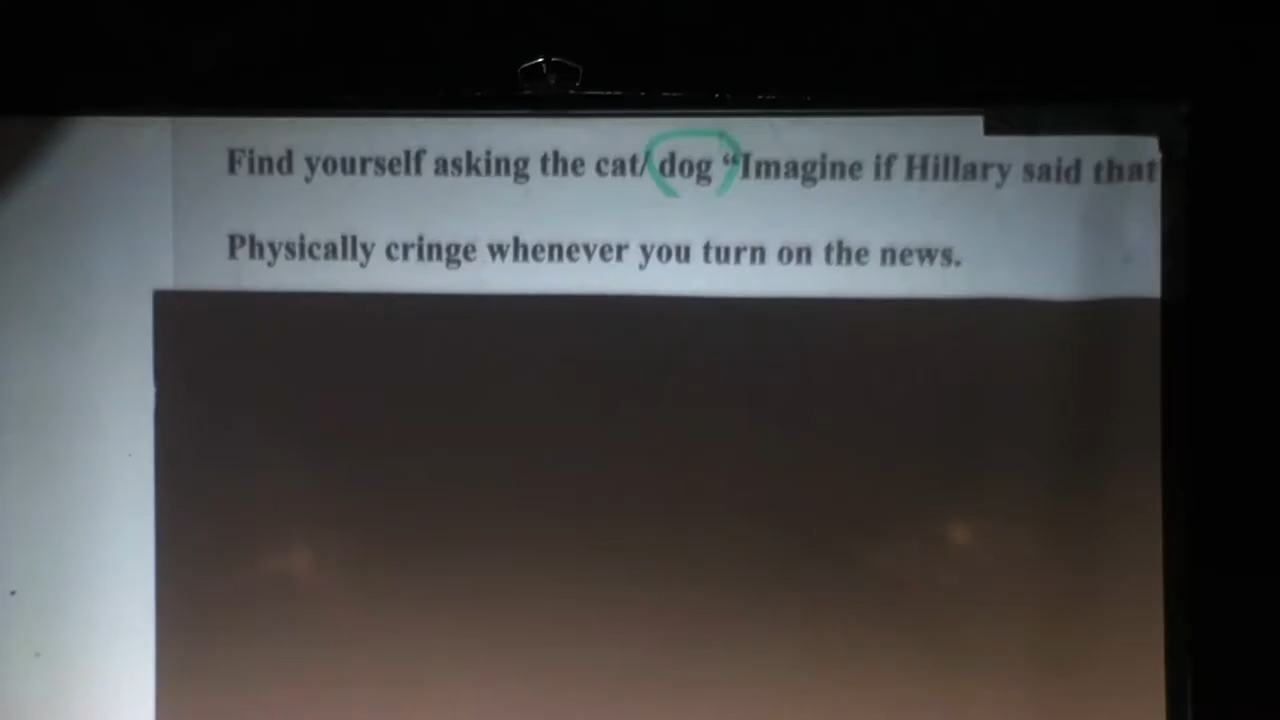 Find yourself asking the cat/ dog “Imagine if Hillary said that
Physically cringe whenever you turn on the news.